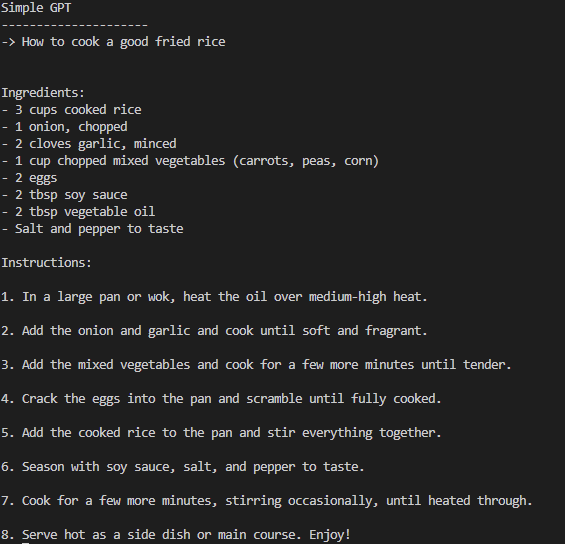 Simple GPT
---------------------
-> How to cook a good fried rice
Ingredients:
- 3 cups cooked rice
- 1 onion, chopped
- 2 cloves garlic, minced
- 1 cup chopped mixed vegetables (carrots, peas, corn)
- 2 eggs
- 2 tbsp soy sauce
- 2 tbsp vegetable oil
- Salt and pepper to taste
Instructions:
1. In a large pan or wok, heat the oil over medium-high heat.
2. Add the onion and garlic and cook until soft and fragrant.
3. Add the mixed vegetables and cook for a few more minutes until tender.
4. Crack the eggs into the pan and scramble until fully cooked.
5. Add the cooked rice to the pan and stir everything together.
6. Season with soy sauce, salt, and pepper to taste.
7. Cook for a few more minutes, stirring occasionally, until heated through.
8. Serve hot as a side dish or main course. Enjoy!